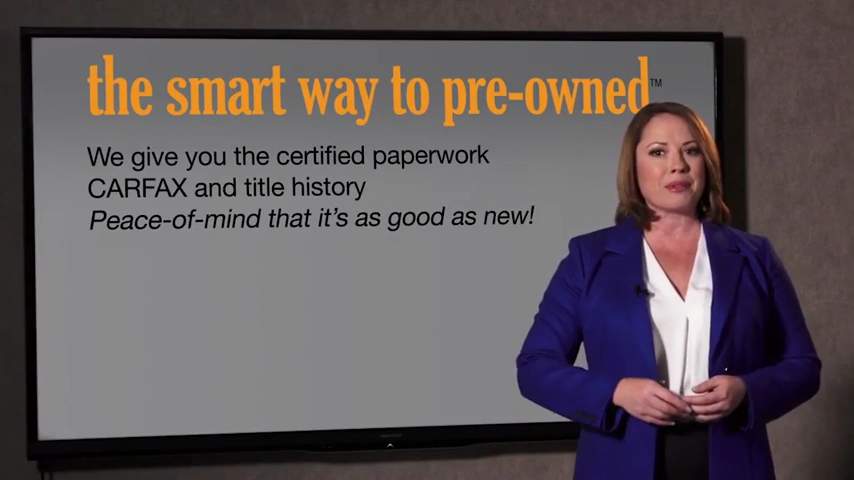 the smart way to pre-owned™
We give you the certified paperwork
CARFAX and title history
Peace-of-mind that it's as good as new!